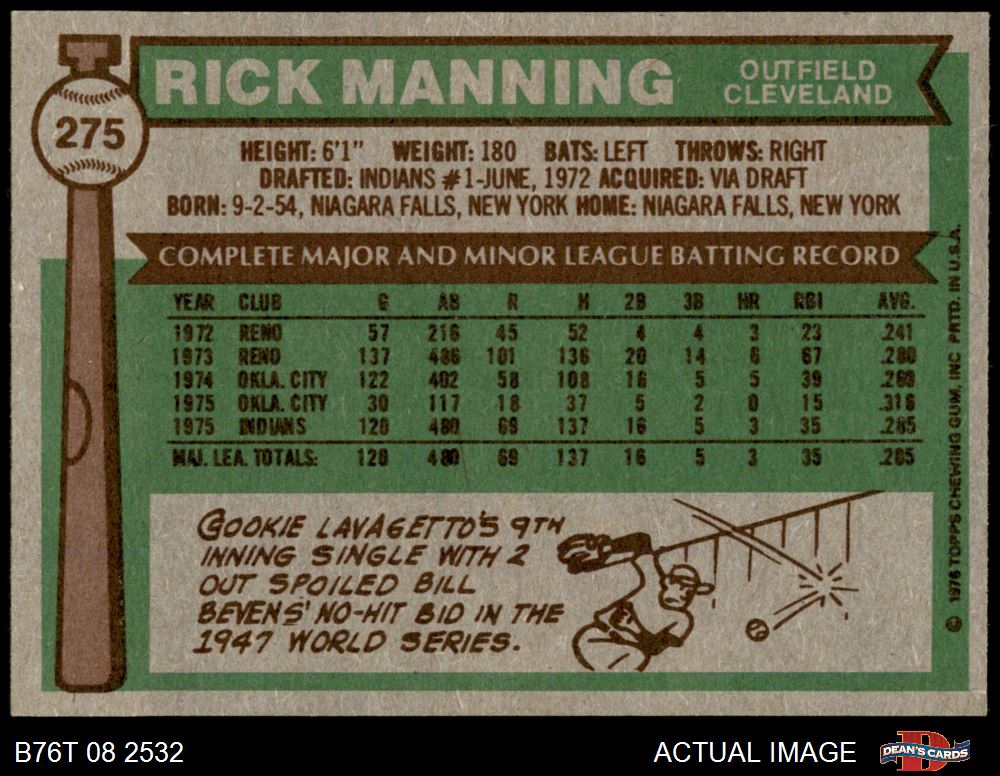 275
RICK MANNING
OUTFIELD
CLEVELAND
HEIGHT: 6'1" WEIGHT: 180 BATS: LEFT THROWS: RIGHT
DRAFTED: INDIANS #1-JUNE, 1972 ACQUIRED: VIA DRAFT
BORN: 9-2-54, NIAGARA FALLS, NEW YORK HOME: NIAGARA FALLS, NEW YORK
COMPLETE MAJOR AND MINOR LEAGUE BATTING RECORD
YEAR CLUB G AB R H 2B 3B HR RBI AVG.
1972 RENO 57 216 45 52 4 4 3 23 .241
1973 RENO 137 486 101 136 20 14 6 67 .280
1974 OKLA. CITY 122 402 58 108 16 5 5 39 .269
1975 OKLA. CITY 30 117 18 37 5 2 0 15 .316
1975 INDIANS 120 480 69 137 16 5 3 35 .285
MAJ. LEA. TOTALS: 120 480 69 137 16 5 3 35 .285
COOKIE LAVAGETTO'S 9TH
INNING SINGLE WITH 2
OUT SPOILED BILL
BEVENS' NO-HIT BID IN THE
1947 WORLD SERIES.
© 1976 TOPPS CHEWING GUM, INC. PRTD. IN U.S.A.
B76T 08 2532
ACTUAL IMAGE
DEAN'S CARDS